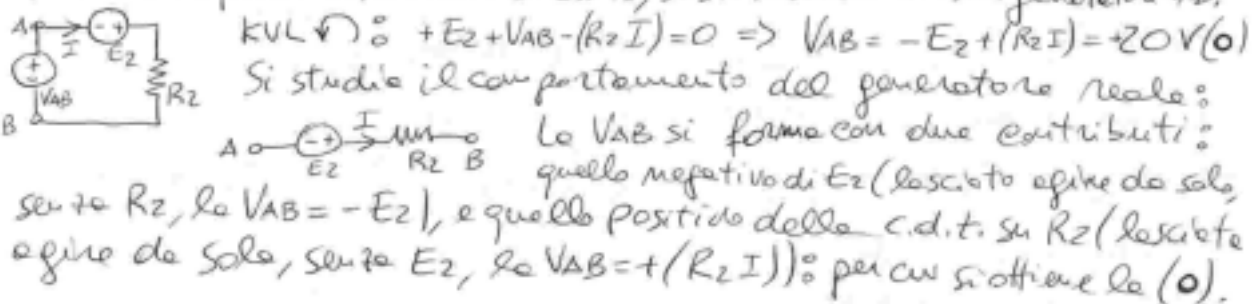 A I -+ E2
KVL ↶: +E2+VAB-(R2I)=0 => VAB= -E2+(R2I)=+20V(o)
+- VAB R2
B
Si studia il comportamento del generatore reale:
A -+ E2 I R2 B La VAB si forma con due contributi:
quello negativo di E2 (lasciato agire da solo,
senza R2, la VAB= -E2), e quello positivo della c.d.t. su R2 (lasciata
agire da sola, senza E2, la VAB=+(R2I)): per cui si ottiene la (o).